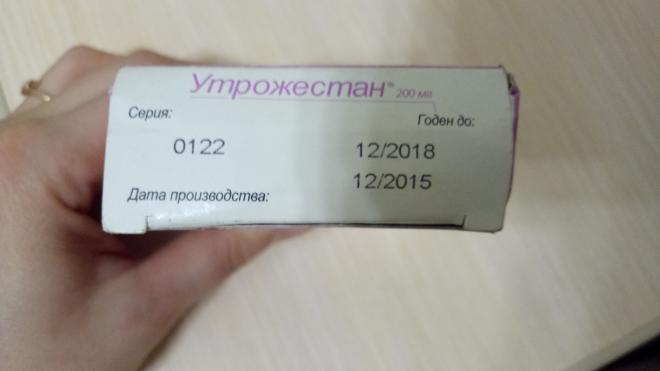 Утрожестан® 200 мг
Серия:
Годен до:
0122
12/2018
12/2015
Дата производства: